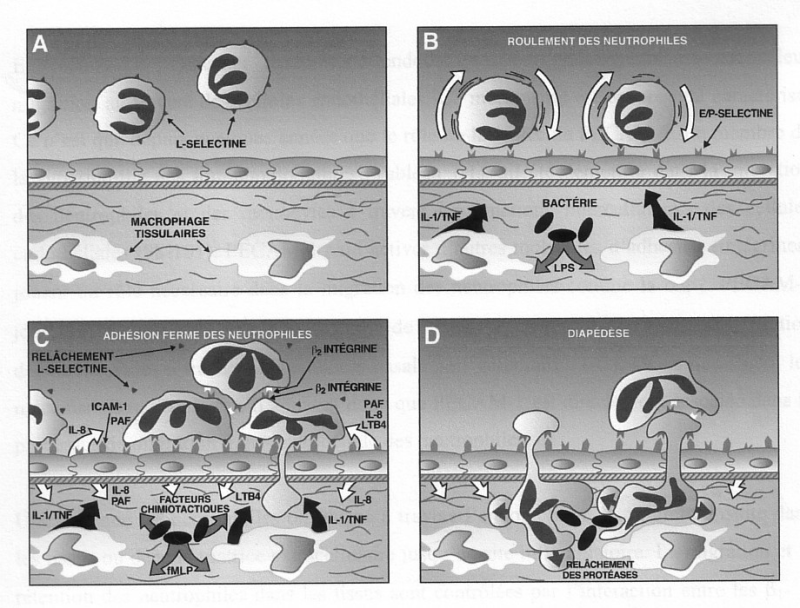 A
L-SELECTINE
MACROPHAGE
TISSULAIRES
B
ROULEMENT DES NEUTROPHILES
E/P-SELECTINE
IL-1/TNF
BACTÉRIE
IL-1/TNF
LPS
C
ADHÉSION FERME DES NEUTROPHILES
RELÂCHEMENT
L-SELECTINE
β2 INTÉGRINE
β2 INTÉGRINE
ICAM-1
PAF
IL-8
PAF
IL-8
LTB4
IL-8
PAF
FACTEURS
CHIMIOTACTIQUES
LTB4
IL-8
IL-1/TNF
IL-1/TNF
fMLP
D
DIAPÉDÈSE
RELÂCHEMENT
DES PROTÉASES